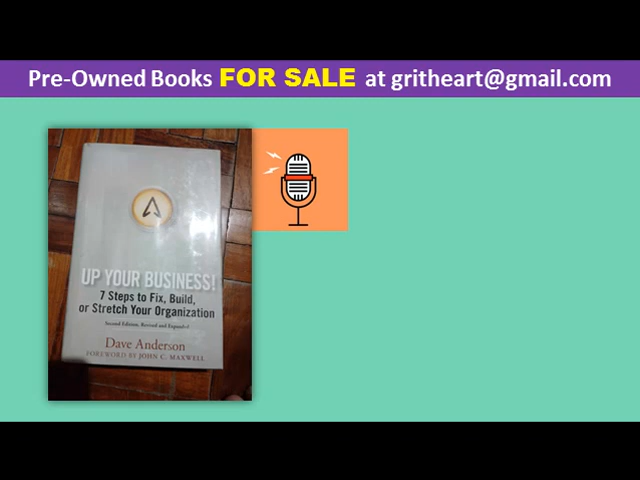 Pre-Owned Books FOR SALE at gritheart@gmail.com
UP YOUR BUSINESS!
7 Steps to Fix, Build,
or Stretch Your Organization
Second Edition, Revised and Expanded
Dave Anderson
FOREWORD BY JOHN C. MAXWELL